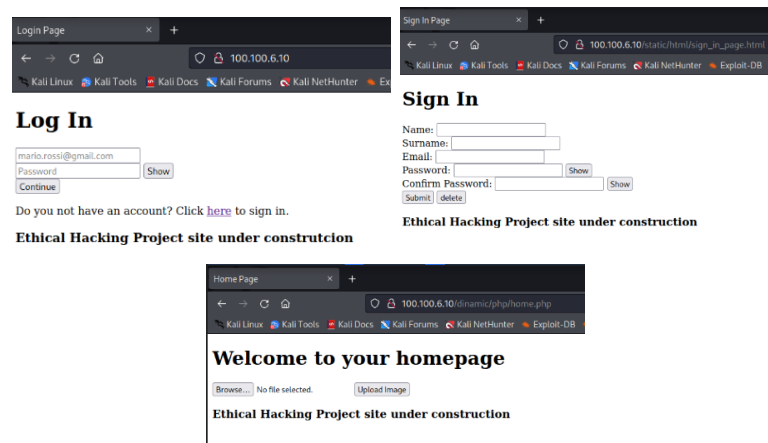 Login Page × +
100.100.6.10
Kali Linux Kali Tools Kali Docs Kali Forums Kali NetHunter Ex
Log In
mario.rossi@gmail.com
Password Show
Continue
Do you not have an account? Click here to sign in.
Ethical Hacking Project site under construtcion
Sign In Page × +
100.100.6.10/static/html/sign_in_page.html
Kali Linux Kali Tools Kali Docs Kali Forums Kali NetHunter Exploit-DB
Sign In
Name:
Surname:
Email:
Password: Show
Confirm Password: Show
Submit delete
Ethical Hacking Project site under construction
Home Page × +
100.100.6.10/dinamic/php/home.php
Kali Linux Kali Tools Kali Docs Kali Forums Kali NetHunter Exploit-DB
Welcome to your homepage
Browse... No file selected. Upload Image
Ethical Hacking Project site under construction